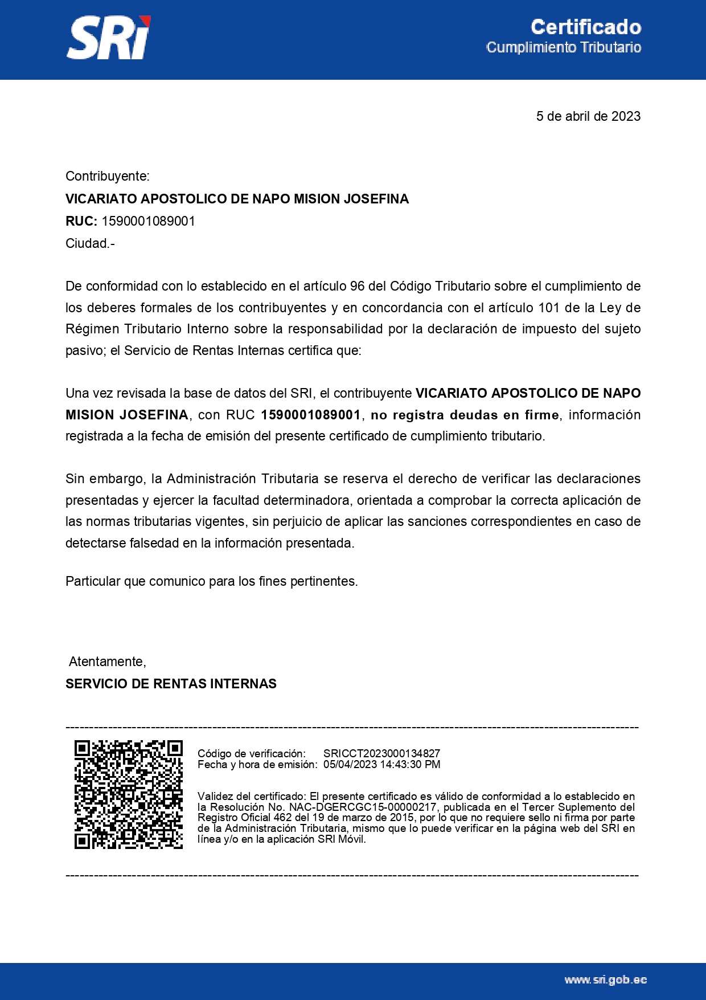 SRi
Certificado
Cumplimiento Tributario
5 de abril de 2023
Contribuyente:
VICARIATO APOSTOLICO DE NAPO MISION JOSEFINA
RUC: 1590001089001
Ciudad.-
De conformidad con lo establecido en el artículo 96 del Código Tributario sobre el cumplimiento de
los deberes formales de los contribuyentes y en concordancia con el artículo 101 de la Ley de
Régimen Tributario Interno sobre la responsabilidad por la declaración de impuesto del sujeto
pasivo; el Servicio de Rentas Internas certifica que:
Una vez revisada la base de datos del SRI, el contribuyente VICARIATO APOSTOLICO DE NAPO
MISION JOSEFINA, con RUC 1590001089001, no registra deudas en firme, información
registrada a la fecha de emisión del presente certificado de cumplimiento tributario.
Sin embargo, la Administración Tributaria se reserva el derecho de verificar las declaraciones
presentadas y ejercer la facultad determinadora, orientada a comprobar la correcta aplicación de
las normas tributarias vigentes, sin perjuicio de aplicar las sanciones correspondientes en caso de
detectarse falsedad en la información presentada.
Particular que comunico para los fines pertinentes.
Atentamente,
SERVICIO DE RENTAS INTERNAS
Código de verificación: SRICCT2023000134827
Fecha y hora de emisión: 05/04/2023 14:43:30 PM
Validez del certificado: El presente certificado es válido de conformidad a lo establecido en
la Resolución No. NAC-DGERCGC15-00000217, publicada en el Tercer Suplemento del
Registro Oficial 462 del 19 de marzo de 2015, por lo que no requiere sello ni firma por parte
de la Administración Tributaria, mismo que lo puede verificar en la página web del SRI en
línea y/o en la aplicación SRI Móvil.
www.sri.gob.ec